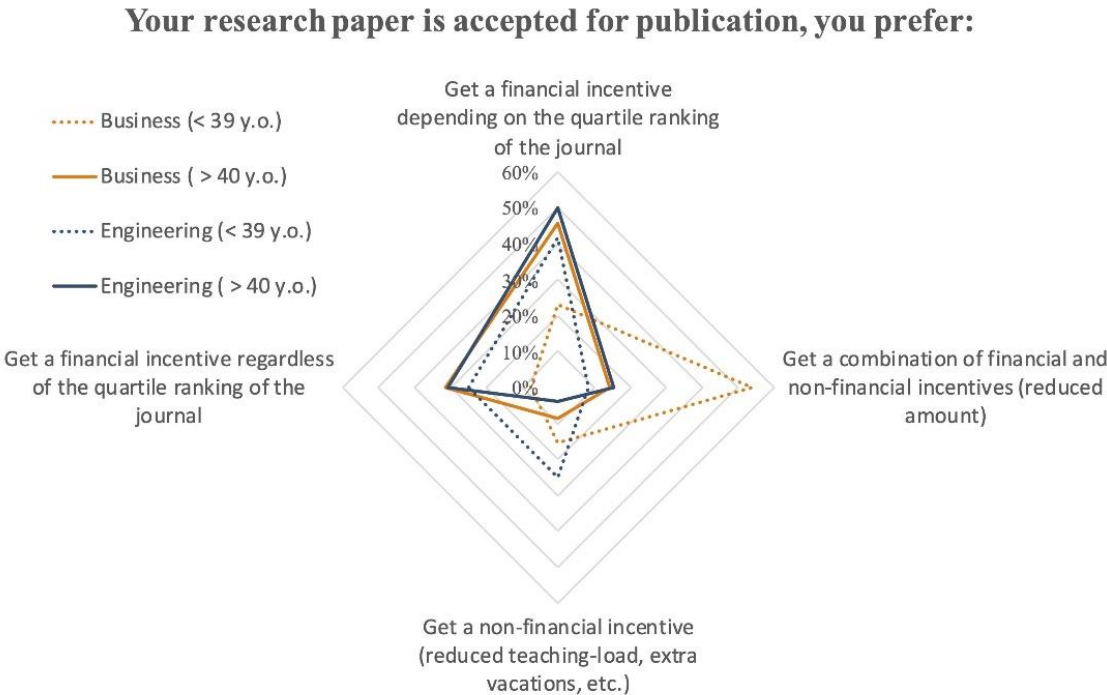 Your research paper is accepted for publication, you prefer:
Get a financial incentive
depending on the quartile ranking
of the journal
Business (< 39 y.o.)
Business ( > 40 y.o.)
Engineering (< 39 y.o.)
Engineering ( > 40 y.o.)
60%
50%
40%
30%
20%
10%
0%
Get a financial incentive regardless
of the quartile ranking of the
journal
Get a combination of financial and
non-financial incentives (reduced
amount)
Get a non-financial incentive
(reduced teaching-load, extra
vacations, etc.)